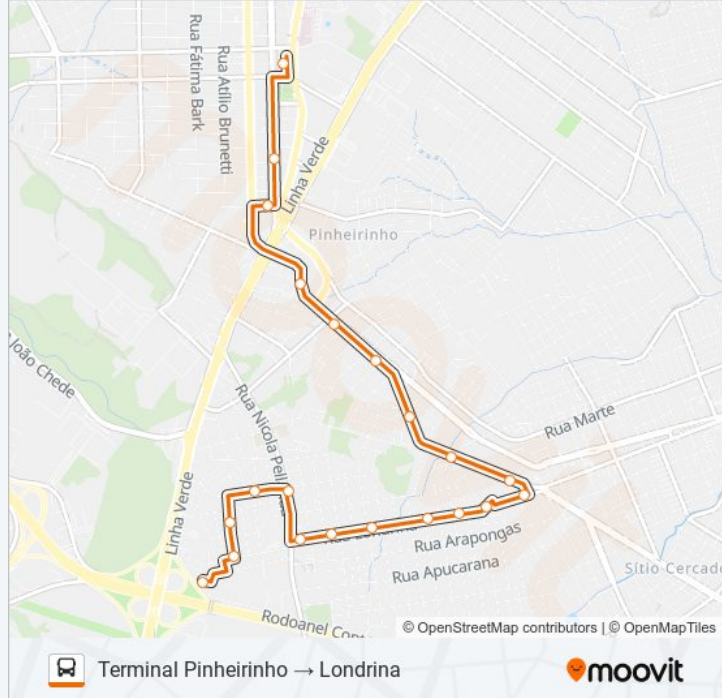 Rua Fátima Bark
Rua Atílio Brunetti
Linha Verde
Pinheirinho
João Chede
Rua Nicola Pell
Rua Marte
Linha Verde
Rua Arapongas
Rua Apucarana
Sítio Cercado
Rodoanel Cont
© OpenStreetMap contributors | © OpenMapTiles
Terminal Pinheirinho → Londrina
moovit